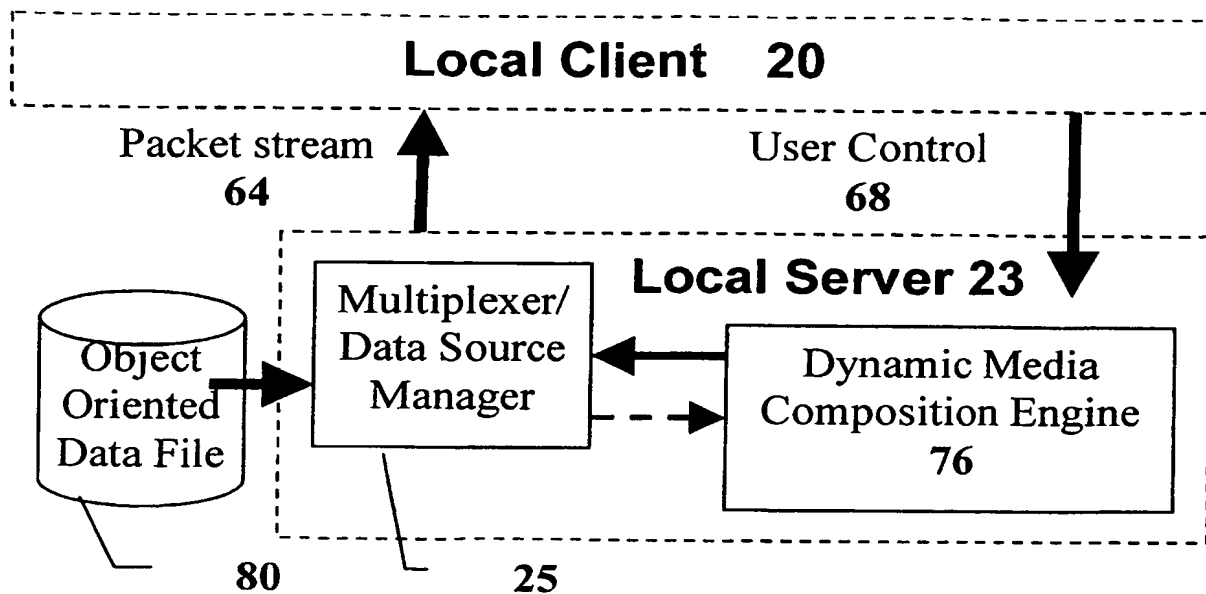 Local Client 20
Packet stream
64
User Control
68
Local Server 23
Multiplexer/
Data Source
Manager
Object
Oriented
Data File
Dynamic Media
Composition Engine
76
80
25